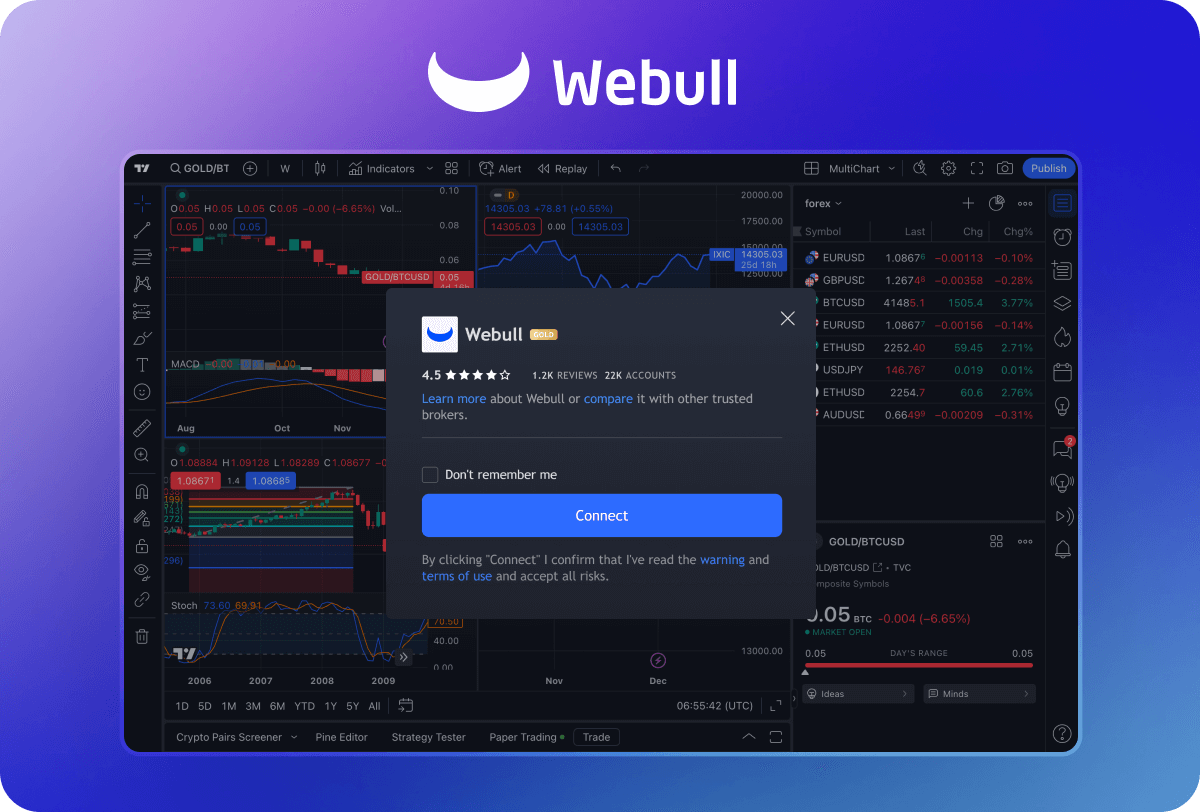 Webull
GOLD/BT
W
Indicators
Alert
Replay
MultiChart
Publish
O0.05 H0.05 L0.05 C0.05 −0.00 (−6.65%) Vol...
0.05 0.00 0.05
0.10
0.08
0.06
GOLD/BTCUSD 0.05
4d 16h
MACD −0.00
−0.00
Aug Oct Nov
D
14305.03 +78.81 (+0.55%)
14305.03 0.00 14305.03
20000.00
17500.00
15000.00
IXIC 14305.03
25d 18h
12500.00
forex
Symbol Last Chg Chg%
EURUSD 1.08676 −0.00113 −0.10%
GBPUSD 1.26748 −0.00358 −0.28%
BTCUSD 41485.1 1505.4 3.77%
EURUSD 1.08677 −0.00156 −0.14%
ETHUSD 2252.40 59.45 2.71%
USDJPY 146.767 0.019 0.01%
ETHUSD 2254.7 60.6 2.76%
AUDUSD 0.66499 −0.00209 −0.31%
Webull GOLD
4.5 1.2K REVIEWS 22K ACCOUNTS
Learn more about Webull or compare it with other trusted
brokers.
Don't remember me
Connect
By clicking "Connect" I confirm that I've read the warning and
terms of use and accept all risks.
O1.08884 H1.09128 L1.08289 C1.08677 −0
1.08671 1.4 1.08685
199)
143)
272)
296)
Stoch 73.60 69.91
70.50
40.00
0.00
2006 2007 2008 2009
13000.00
Nov Dec
2
GOLD/BTCUSD
OLD/BTCUSD • TVC
omposite Symbols
0.05 BTC −0.004 (−6.65%)
MARKET OPEN
0.05 DAY'S RANGE 0.05
Ideas
Minds
1D 5D 1M 3M 6M YTD 1Y 5Y All
06:55:42 (UTC)
Crypto Pairs Screener
Pine Editor
Strategy Tester
Paper Trading
Trade